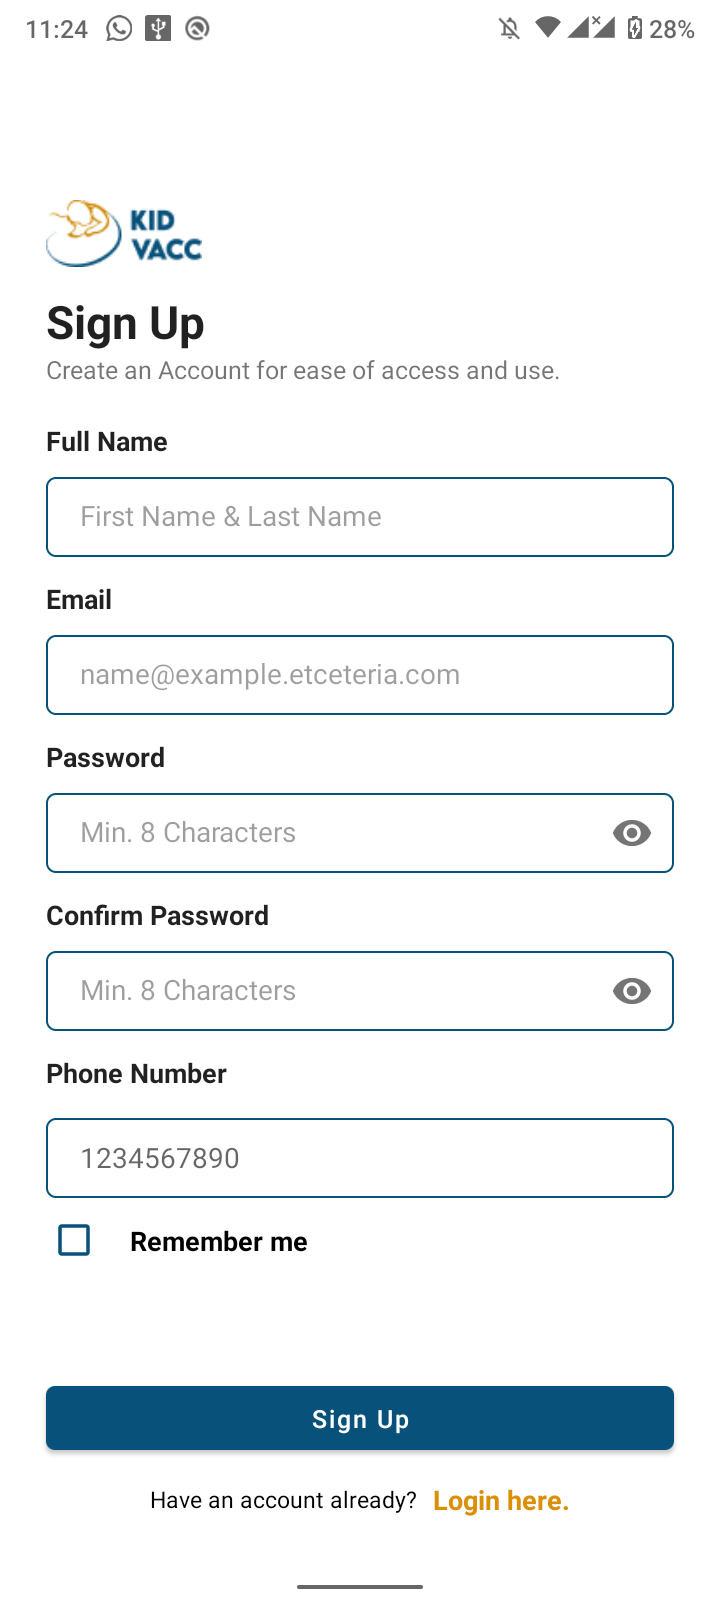 11:24
28%
KID
VACC
Sign Up
Create an Account for ease of access and use.
Full Name
First Name & Last Name
Email
name@example.etceteria.com
Password
Min. 8 Characters
Confirm Password
Min. 8 Characters
Phone Number
1234567890
Remember me
Sign Up
Have an account already? Login here.